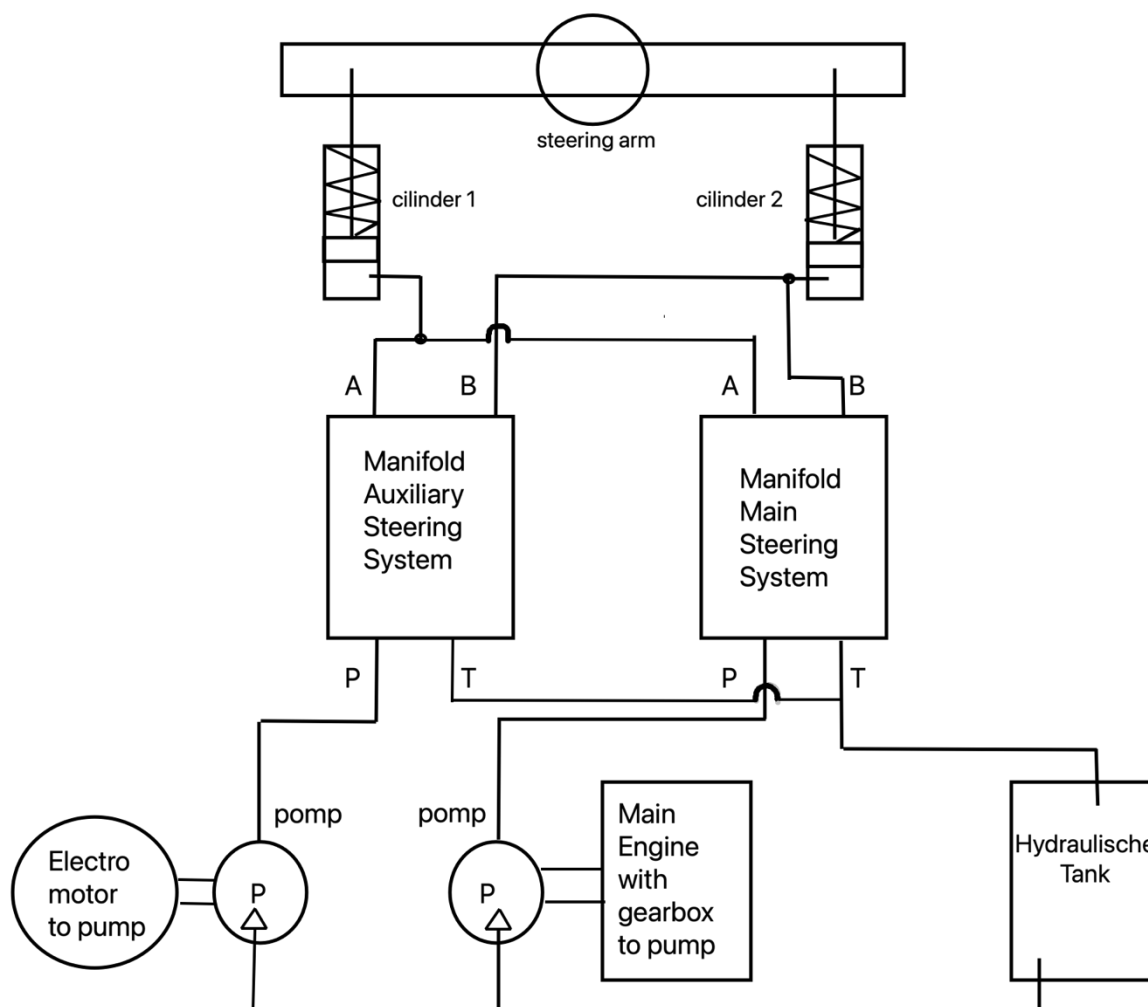 steering arm
cilinder 1
cilinder 2
A
B
A
B
Manifold
Auxiliary
Steering
System
Manifold
Main
Steering
System
P
T
P
T
pomp
pomp
Electro
motor
to pump
P
P
Main
Engine
with
gearbox
to pump
Hydraulische
Tank